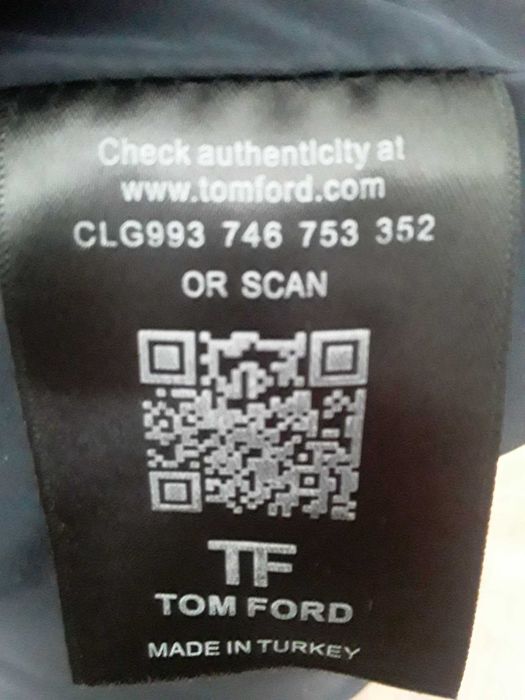 Check authenticity at
www.tomford.com
CLG993 746 753 352
OR SCAN
TF
TOM FORD
MADE IN TURKEY